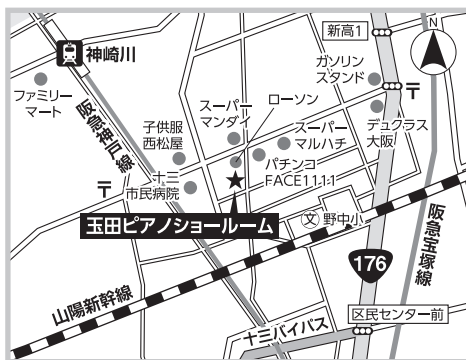 新高1
N
神崎川
ガソリン
スタンド
ファミリー
マート
阪急神戸線
スーパー
マンダイ
ローソン
子供服
西松屋
スーパー
マルハチ
デュクラス
大阪
十三
市民病院
パチンコ
FACE1111
玉田ピアノショールーム
文 野中小
阪急宝塚線
176
山陽新幹線
区民センター前
十三バイパス